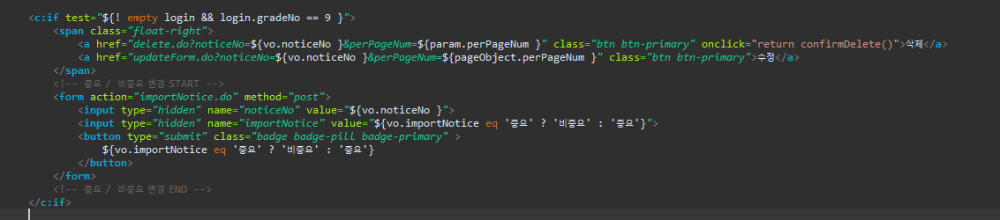 <c:if test="${! empty login && login.gradeNo == 9 }">
<span class="float-right">
<a href="delete.do?noticeNo=${vo.noticeNo }&perPageNum=${param.perPageNum }" class="btn btn-primary" onclick="return confirmDelete()">삭제</a>
<a href="updateForm.do?noticeNo=${vo.noticeNo }&perPageNum=${pageObject.perPageNum }" class="btn btn-primary">수정</a>
</span>
<!-- 중요 / 비중요 변경 START -->
<form action="importNotice.do" method="post">
<input type="hidden" name="noticeNo" value="${vo.noticeNo }">
<input type="hidden" name="importNotice" value="${vo.importNotice eq '중요' ? '비중요' : '중요'}">
<button type="submit" class="badge badge-pill badge-primary" >
${vo.importNotice eq '중요' ? '비중요' : '중요'}
</button>
</form>
<!-- 중요 / 비중요 변경 END -->
</c:if>